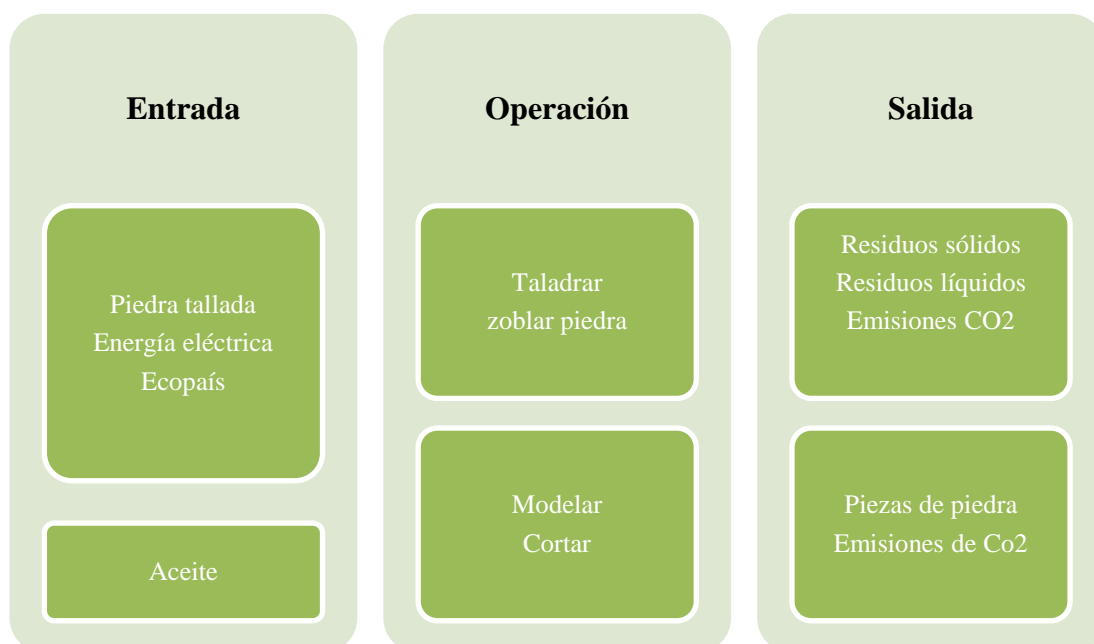 Entrada
Piedra tallada
Energía eléctrica
Ecopaís
Aceite
Operación
Taladrar
zoblar piedra
Modelar
Cortar
Salida
Residuos sólidos
Residuos líquidos
Emisiones CO2
Piezas de piedra
Emisiones de Co2